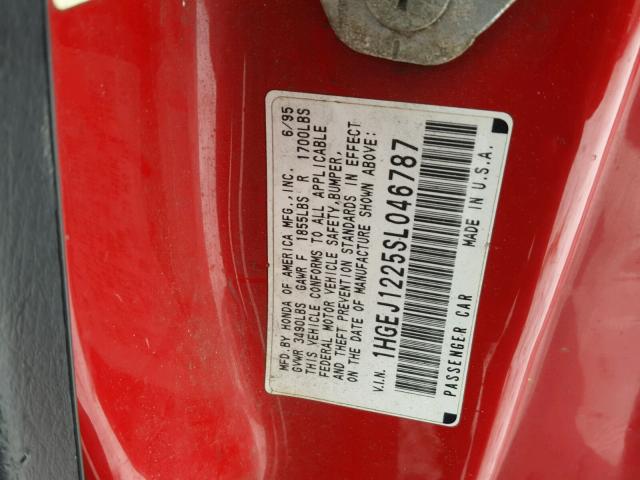 MFD.BY HONDA OF AMERICA MFG.,INC. 6/95
GVWR 3490LBS GAWR F 1855LBS R 1700LBS
THIS VEHICLE CONFORMS TO ALL APPLICABLE
FEDERAL MOTOR VEHICLE SAFETY,BUMPER,
AND THEFT PREVENTION STANDARDS IN EFFECT
ON THE DATE OF MANUFACTURE SHOWN ABOVE:
V.I.N. 1HGEJ1225SL046787
PASSENGER CAR MADE IN U.S.A.